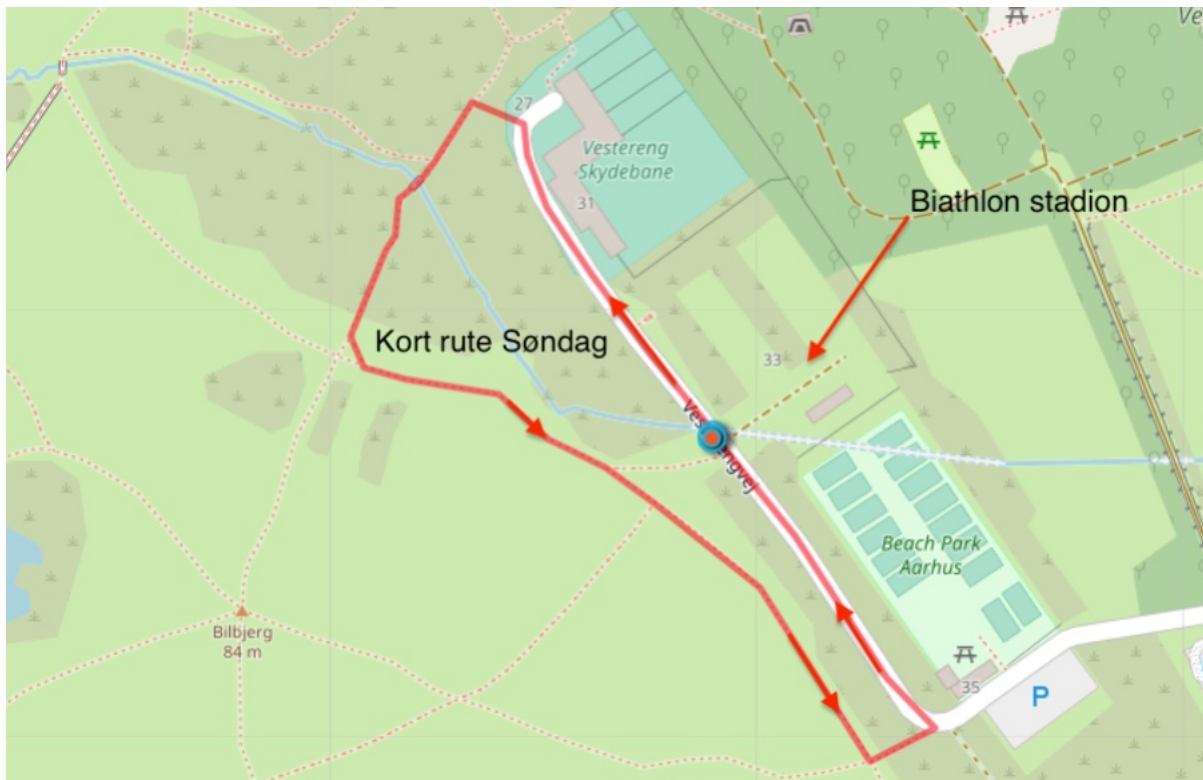 Ve
27
Vestereng
Skydebane
31
Biathlon stadion
Kort rute Søndag
33
Beach Park
Aarhus
Bilbjerg
84 m
35
P